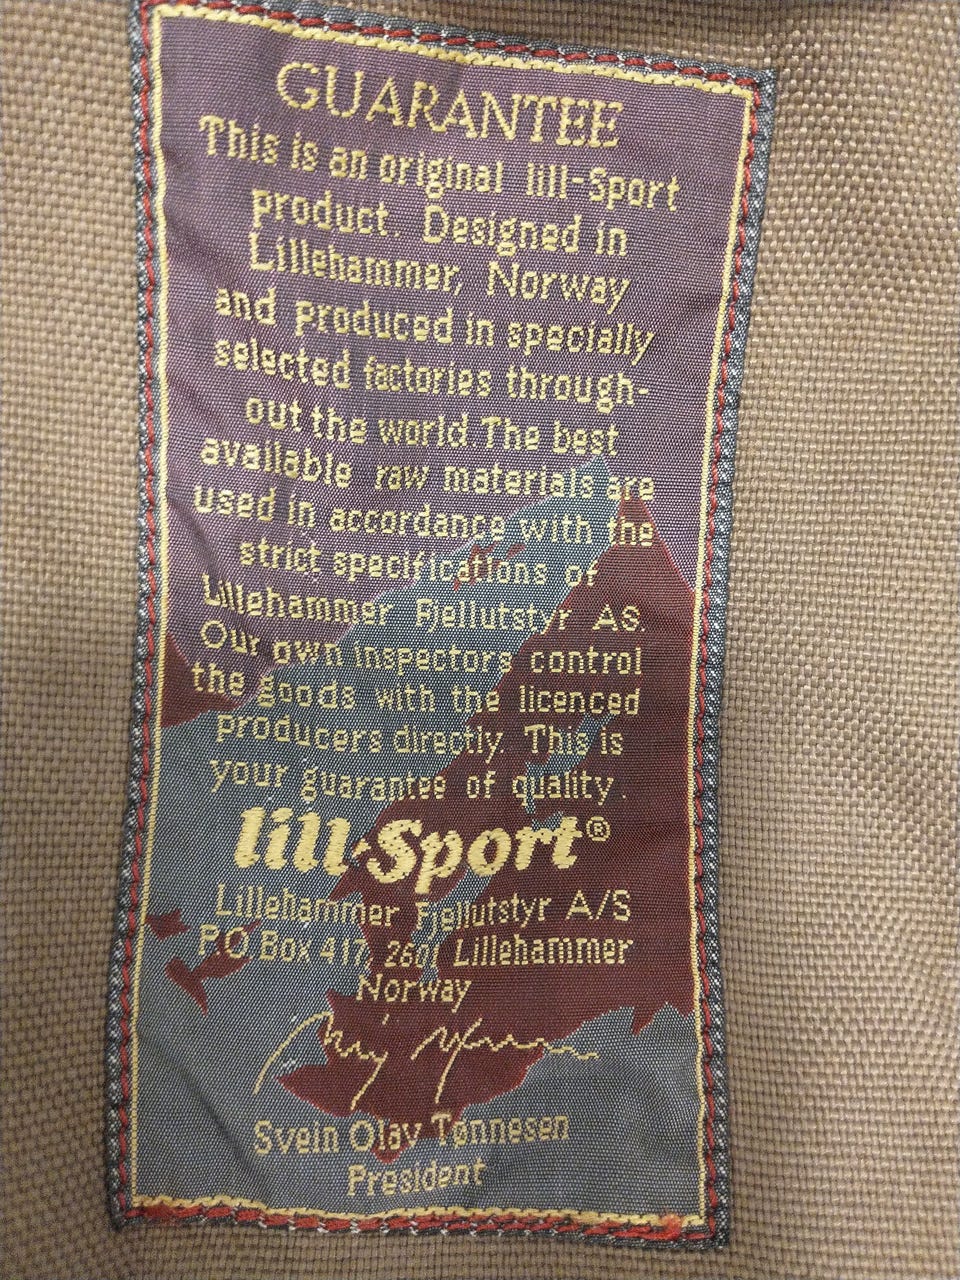 GUARANTEE
This is an original lill-Sport
product. Designed in
Lillehammer, Norway
and produced in specially
selected factories through-
out the world The best
available raw materials are
used in accordance with the
strict specifications of
Lillehammer Fjellutstyr AS.
Our own inspectors control
the goods with the licenced
producers directly. This is
your guarantee of quality.
lill-Sport®
Lillehammer Fjellutstyr A/S
P.O Box 417, 2601 Lillehammer
Norway
Svein Olav Tønnesen
President